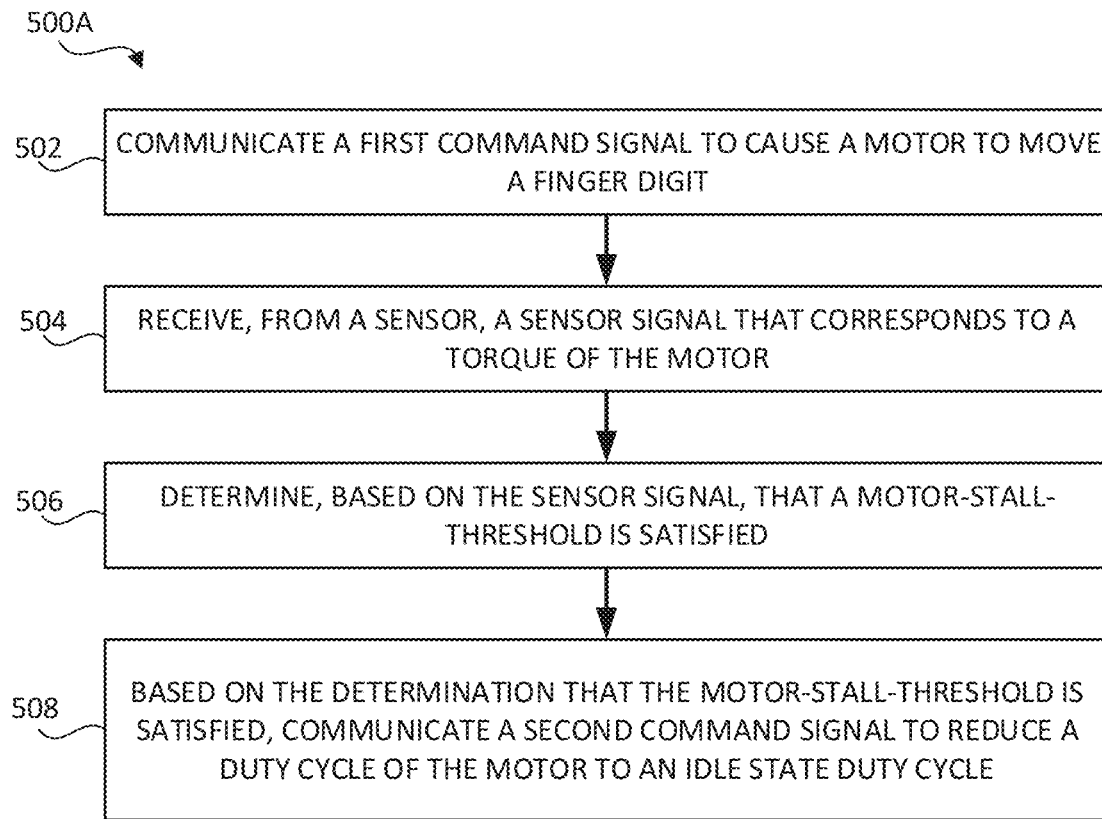 500A
502
COMMUNICATE A FIRST COMMAND SIGNAL TO CAUSE A MOTOR TO MOVE
A FINGER DIGIT
504
RECEIVE, FROM A SENSOR, A SENSOR SIGNAL THAT CORRESPONDS TO A
TORQUE OF THE MOTOR
506
DETERMINE, BASED ON THE SENSOR SIGNAL, THAT A MOTOR-STALL-
THRESHOLD IS SATISFIED
508
BASED ON THE DETERMINATION THAT THE MOTOR-STALL-THRESHOLD IS
SATISFIED, COMMUNICATE A SECOND COMMAND SIGNAL TO REDUCE A
DUTY CYCLE OF THE MOTOR TO AN IDLE STATE DUTY CYCLE